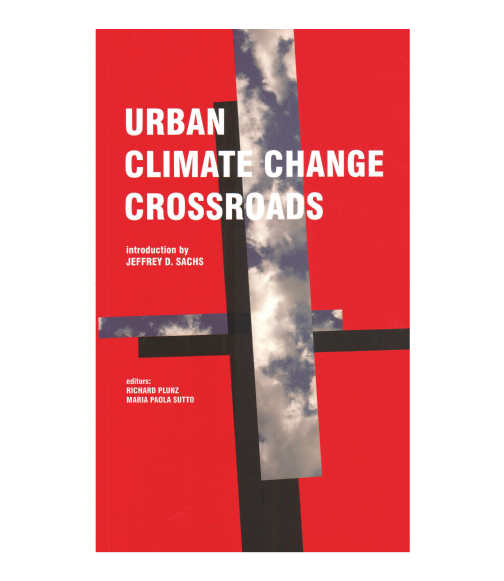 URBAN
CLIMATE CHANGE
CROSSROADS
introduction by
JEFFREY D. SACHS
editors:
RICHARD PLUNZ
MARIA PAOLA SUTTO